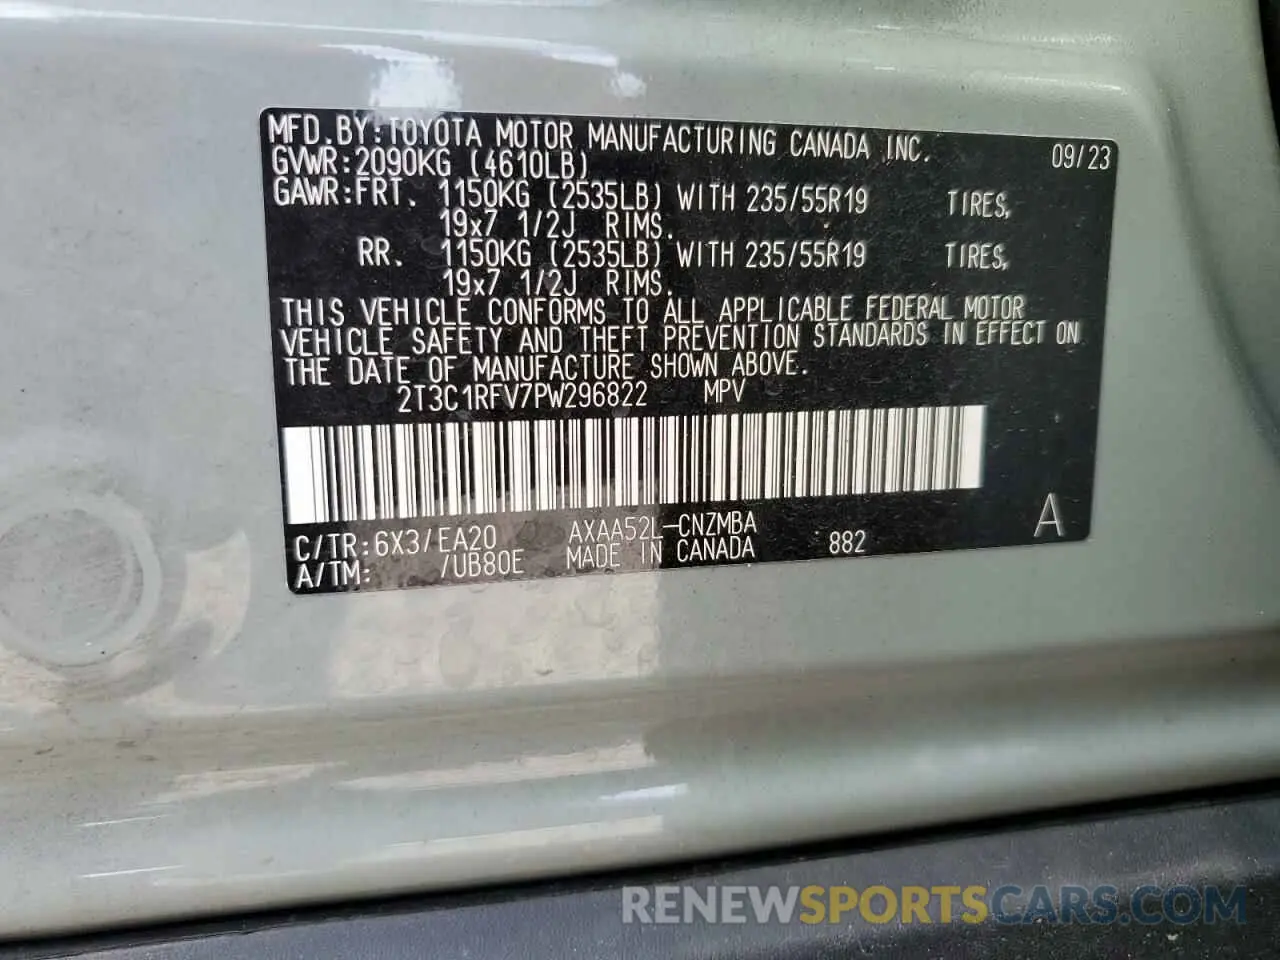 MFD.BY:TOYOTA MOTOR MANUFACTURING CANADA INC. 09/23
GVWR:2090KG (4610LB)
GAWR:FRT. 1150KG (2535LB) WITH 235/55R19 TIRES,
19x7 1/2J RIMS.
RR. 1150KG (2535LB) WITH 235/55R19 TIRES,
19x7 1/2J RIMS.
THIS VEHICLE CONFORMS TO ALL APPLICABLE FEDERAL MOTOR
VEHICLE SAFETY AND THEFT PREVENTION STANDARDS IN EFFECT ON
THE DATE OF MANUFACTURE SHOWN ABOVE.
2T3C1RFV7PW296822 MPV
C/TR:6X3/EA20 AXAA52L-CNZMBA A
A/TM: /UB80E MADE IN CANADA 882
RENEWSPORTSCARS.COM